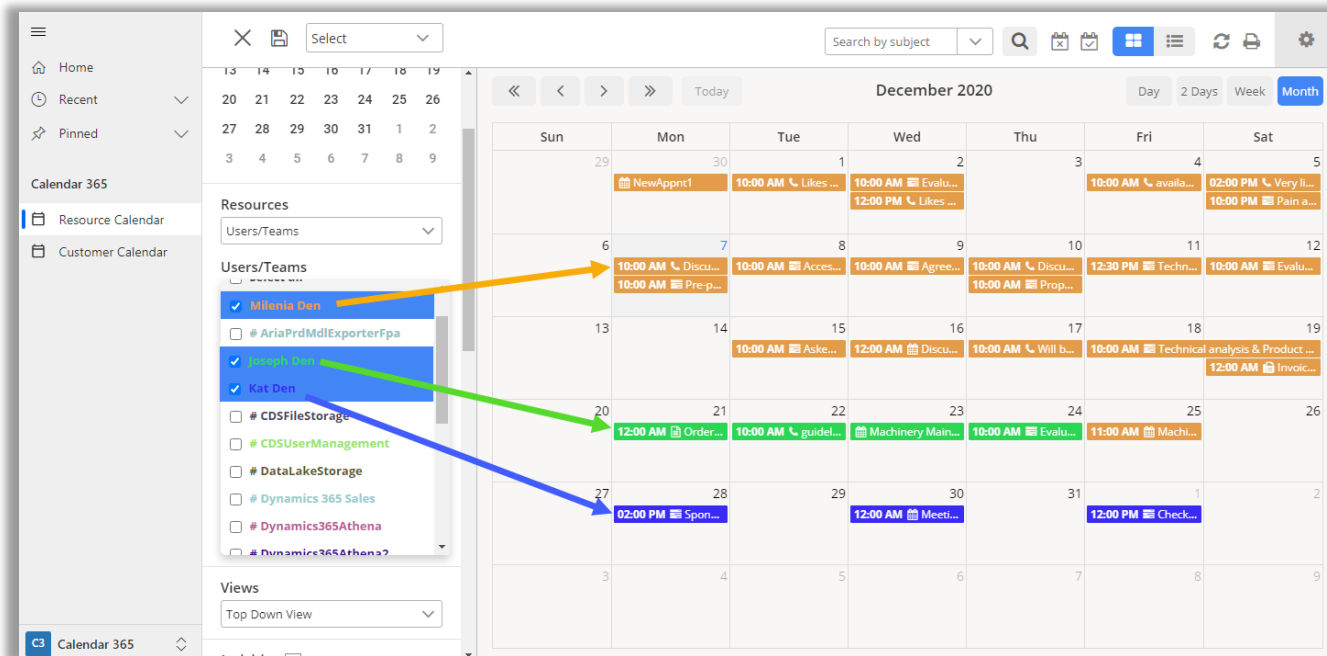 Select
Search by subject
Home
Recent
Pinned
Calendar 365
Resource Calendar
Customer Calendar
C3 Calendar 365
13 14 15 16 17 18 19
20 21 22 23 24 25 26
27 28 29 30 31 1 2
3 4 5 6 7 8 9
Resources
Users/Teams
Users/Teams
Select all
Milenia Den
# AriaPrdMdlExporterFpa
Joseph Den
Kat Den
# CDSFileStorage
# CDSUserManagement
# DataLakeStorage
# Dynamics 365 Sales
# Dynamics365Athena
# Dynamics365Athena2
Views
Top Down View
Today
December 2020
Day 2 Days Week Month
Sun Mon Tue Wed Thu Fri Sat
29 30 1 2 3 4 5
NewAppnt1 10:00 AM Likes ... 10:00 AM Evalu... 10:00 AM availa... 02:00 PM Very li...
12:00 PM Likes ... 10:00 PM Pain a...
6 7 8 9 10 11 12
10:00 AM Discu... 10:00 AM Acces... 10:00 AM Agree... 10:00 AM Discu... 12:30 PM Techn... 10:00 AM Evalu...
10:00 AM Pre-p... 10:00 AM Prop...
13 14 15 16 17 18 19
10:00 AM Aske... 12:00 AM Discu... 10:00 AM Will b... 10:00 AM Technical analysis & Product ...
12:00 AM Invoic...
20 21 22 23 24 25 26
12:00 AM Order... 10:00 AM guidel... Machinery Main... 10:00 AM Evalu... 11:00 AM Machi...
27 28 29 30 31 1 2
02:00 PM Spon... 12:00 AM Meeti... 12:00 PM Check...
3 4 5 6 7 8 9